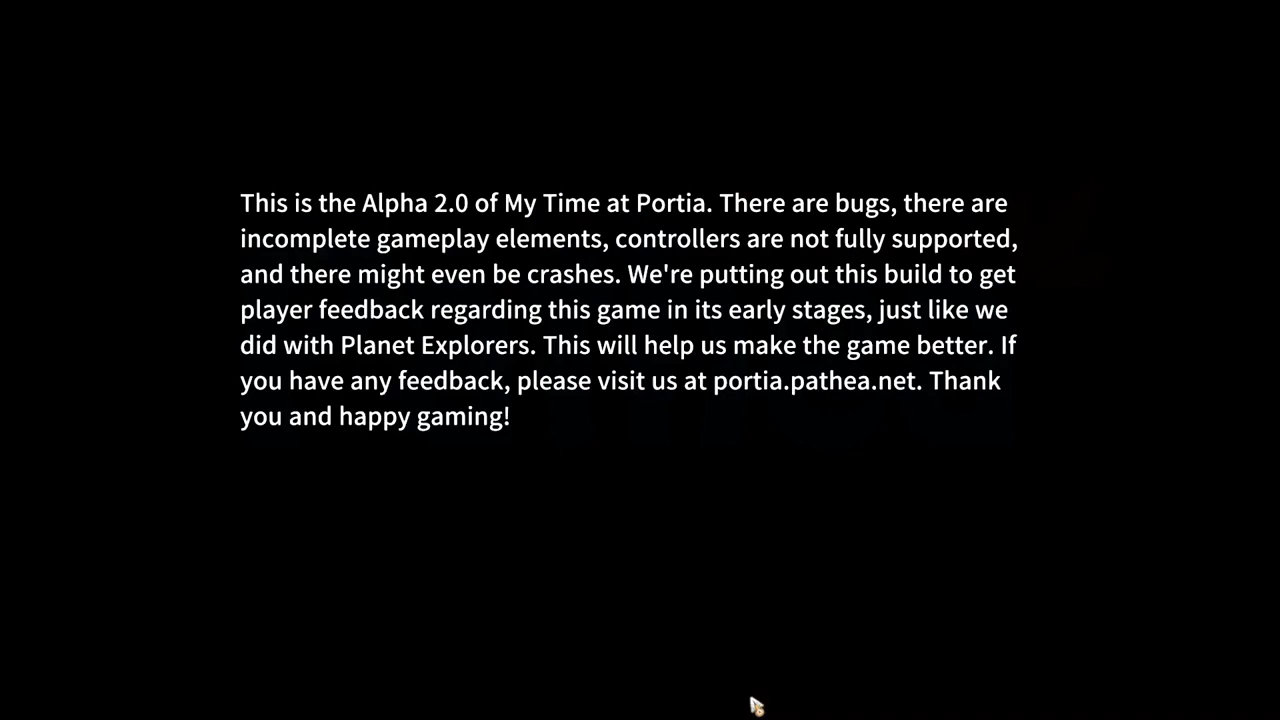 This is the Alpha 2.0 of My Time at Portia. There are bugs, there are
incomplete gameplay elements, controllers are not fully supported,
and there might even be crashes. We're putting out this build to get
player feedback regarding this game in its early stages, just like we
did with Planet Explorers. This will help us make the game better. If
you have any feedback, please visit us at portia.pathea.net. Thank
you and happy gaming!